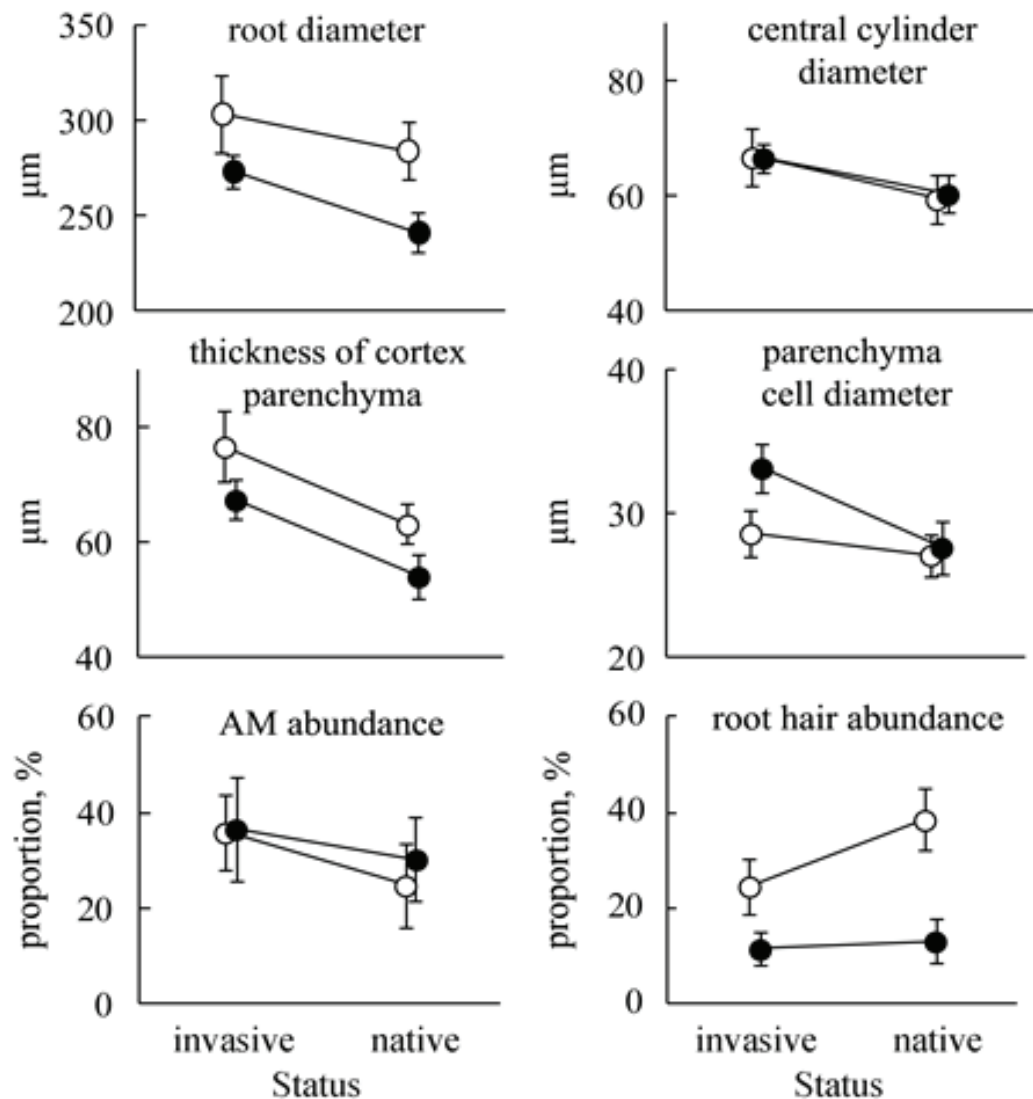 root diameter
350
300
250
200
μm
central cylinder
diameter
80
60
40
μm
thickness of cortex
parenchyma
80
60
40
μm
parenchyma
cell diameter
40
30
20
μm
AM abundance
60
40
20
0
proportion, %
invasive native
Status
root hair abundance
60
40
20
0
proportion, %
invasive native
Status